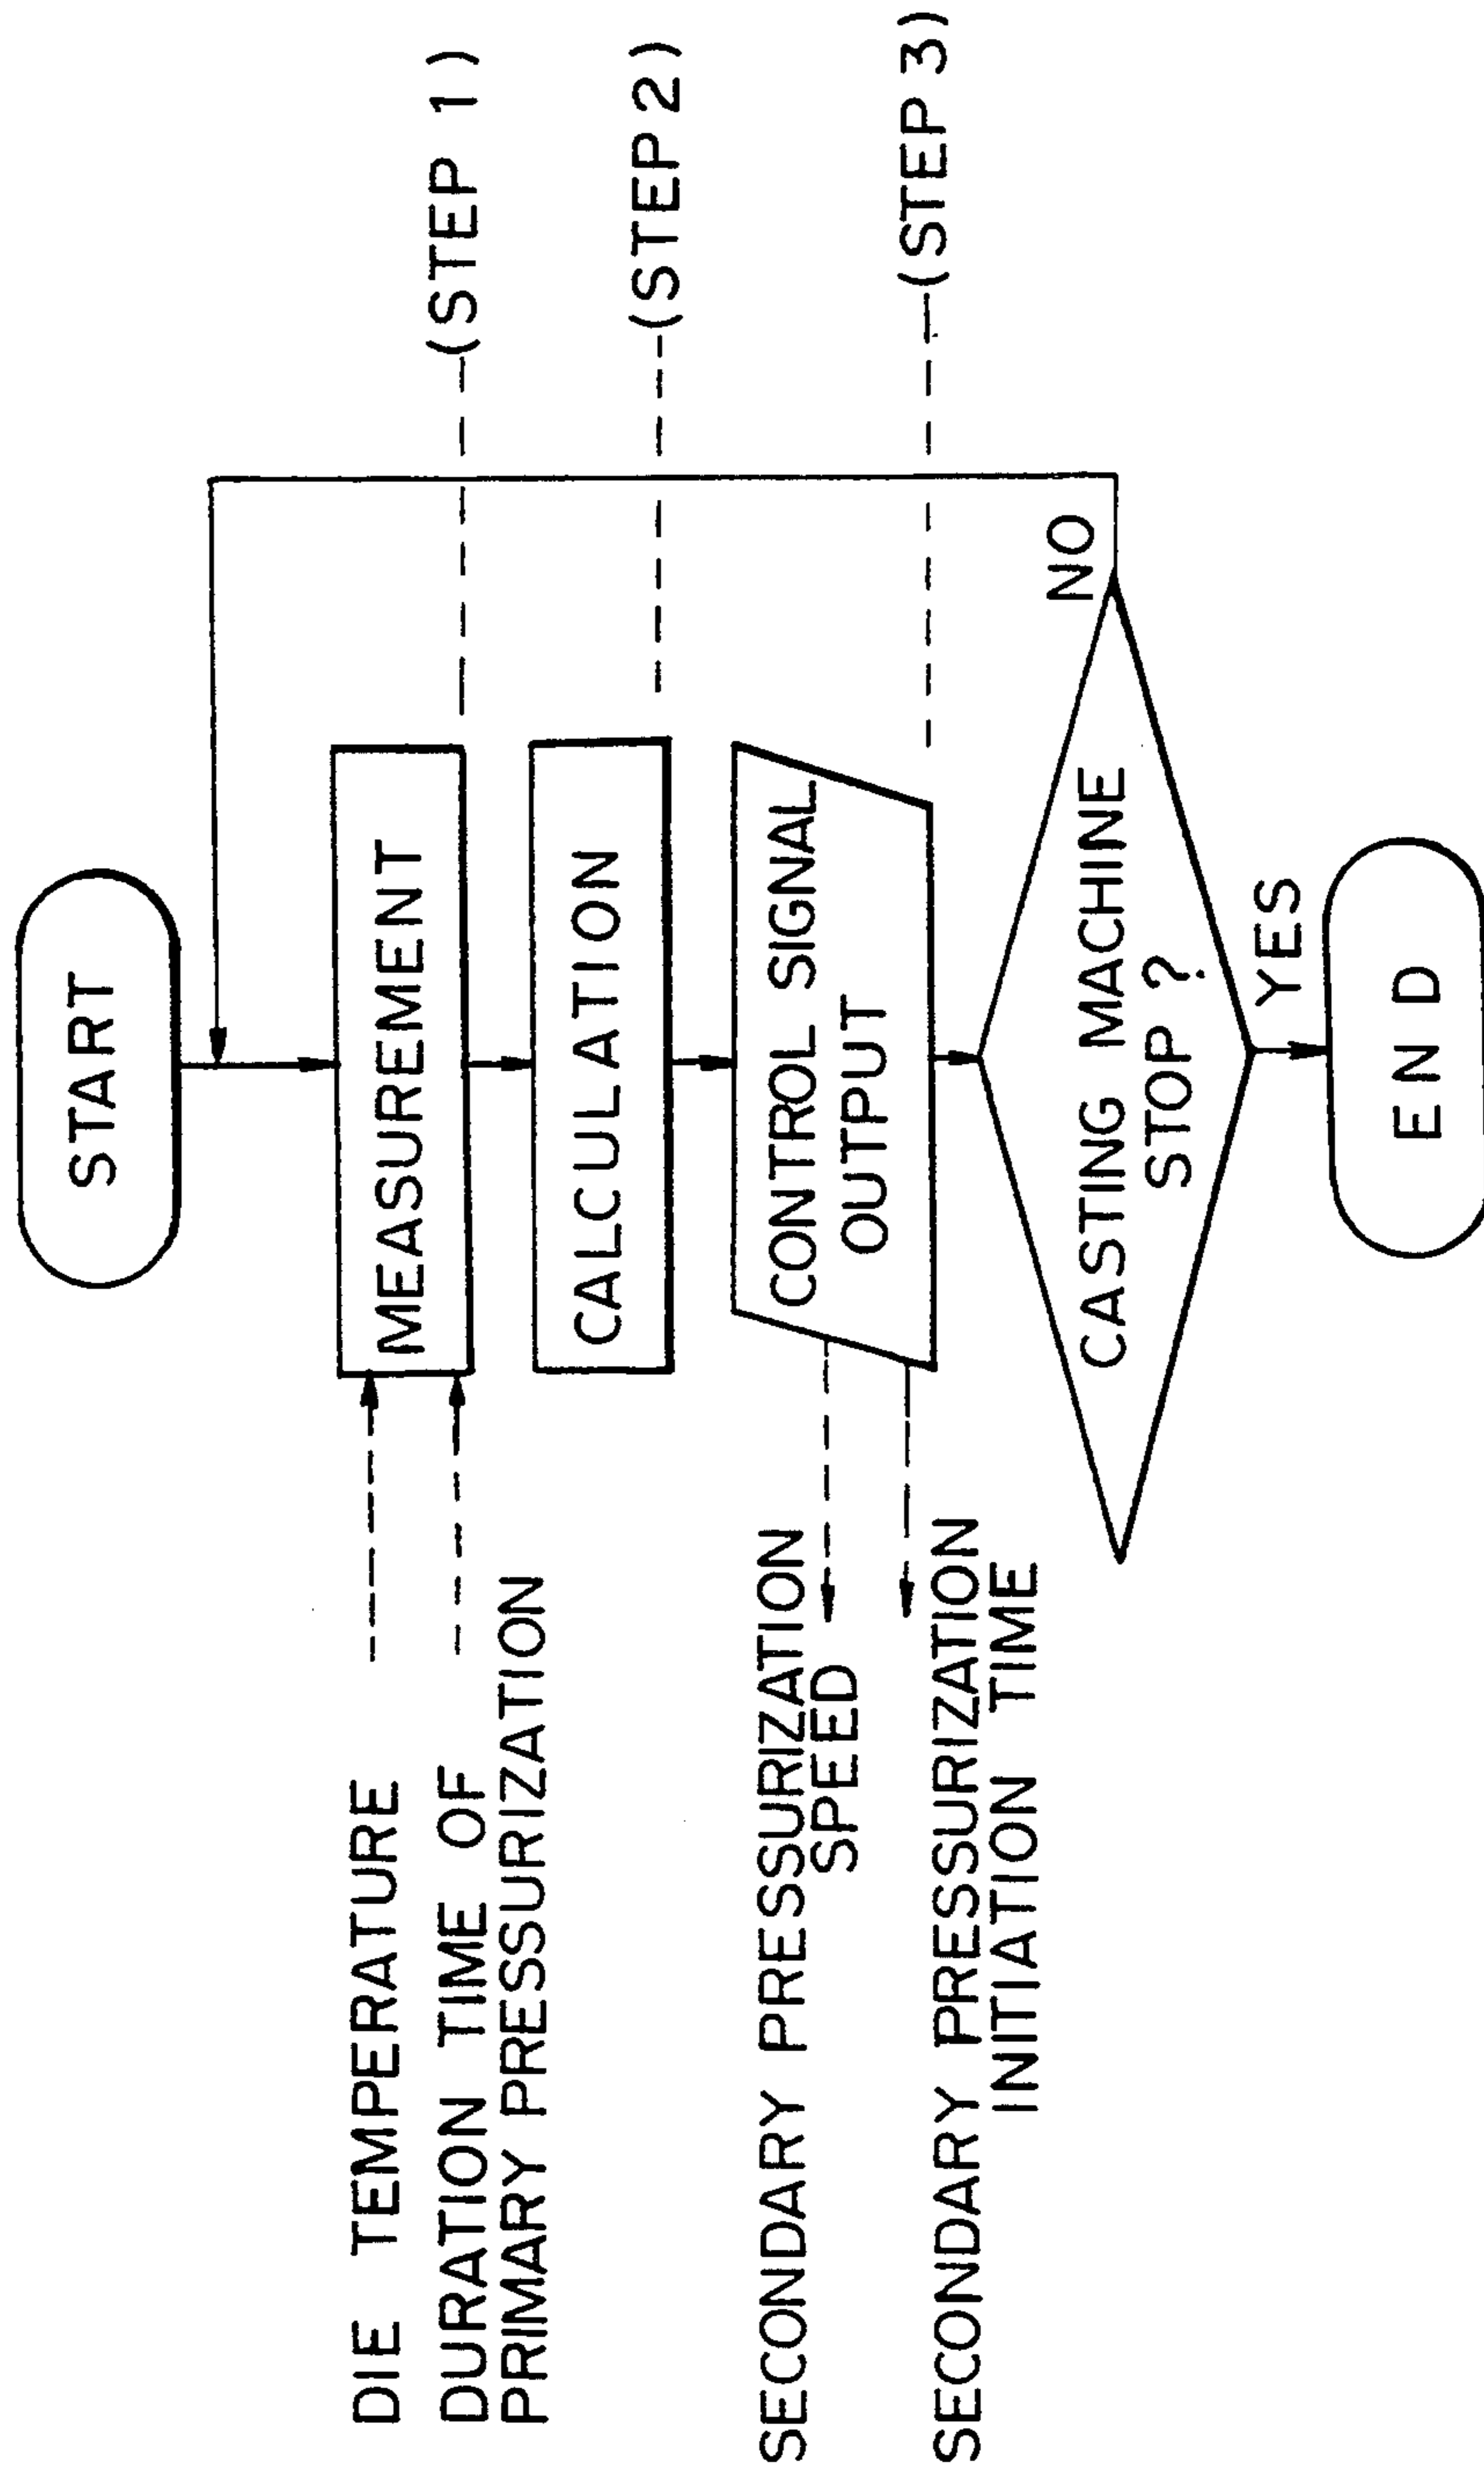 START
DIE TEMPERATURE
MEASUREMENT
(STEP 1)
DURATION TIME OF
PRIMARY PRESSURIZATION
CALCULATION
(STEP 2)
SECONDARY PRESSURIZATION
SPEED
CONTROL SIGNAL
OUTPUT
(STEP 3)
SECONDARY PRESSURIZATION
INITIATION TIME
CASTING MACHINE
STOP ?
NO
YES
END